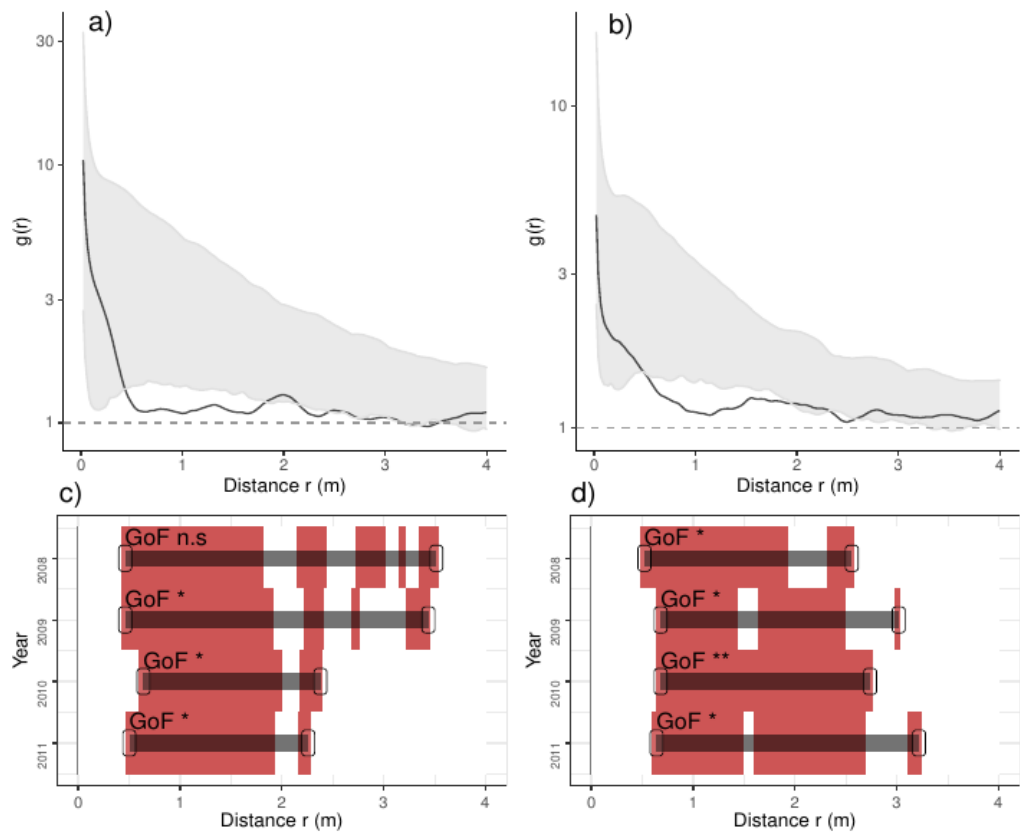 a)
30
10
3
1
g(r)
0 1 2 3 4
Distance r (m)
b)
10
3
1
g(r)
0 1 2 3 4
Distance r (m)
c)
GoF n.s
GoF *
GoF *
GoF *
2008
2009
2010
2011
Year
0 1 2 3 4
Distance r (m)
d)
GoF *
GoF *
GoF **
GoF *
2008
2009
2010
2011
Year
0 1 2 3 4
Distance r (m)